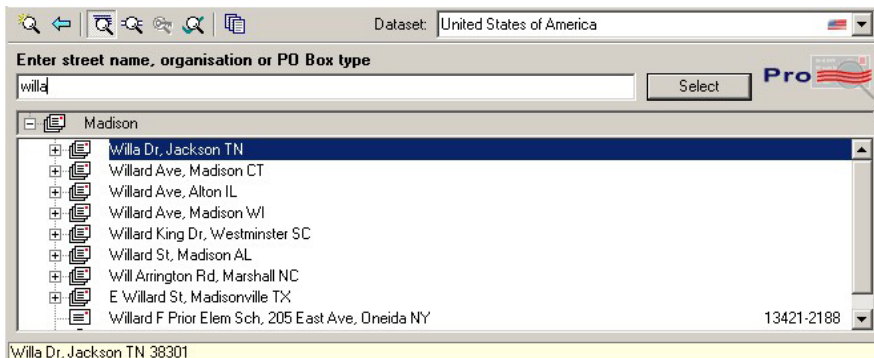 Dataset: United States of America
Enter street name, organisation or PO Box type
willa Select Pro
Madison
Willa Dr, Jackson TN
Willard Ave, Madison CT
Willard Ave, Alton IL
Willard Ave, Madison WI
Willard King Dr, Westminster SC
Willard St, Madison AL
Will Arrington Rd, Marshall NC
E Willard St, Madisonville TX
Willard F Prior Elem Sch, 205 East Ave, Oneida NY 13421-2188
Willa Dr, Jackson TN 38301